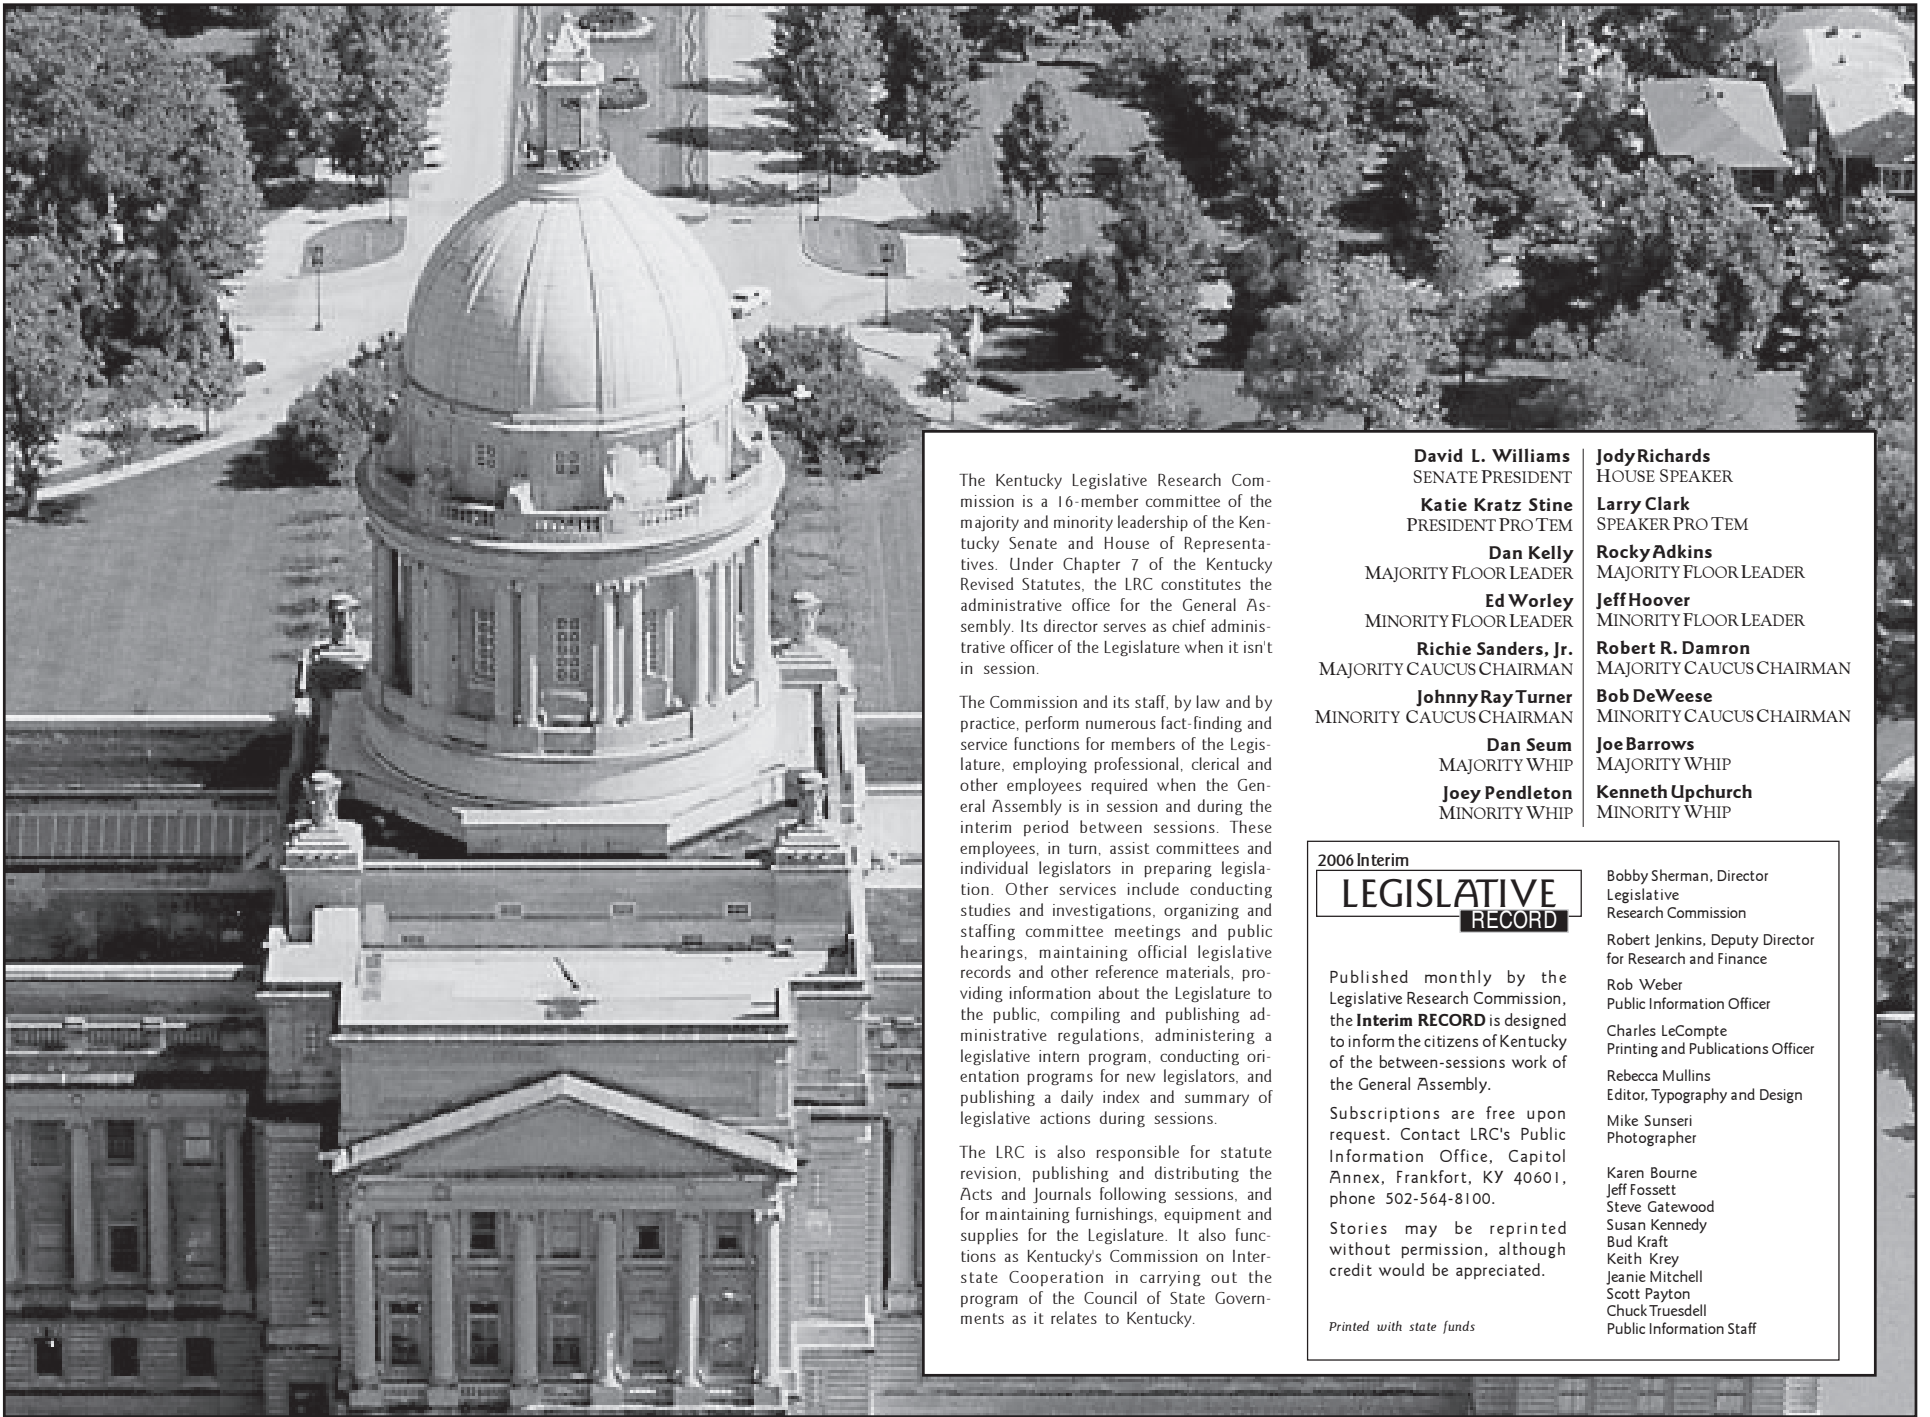 The Kentucky Legislative Research Com-
mission is a 16-member committee of the
majority and minority leadership of the Ken-
tucky Senate and House of Representa-
tives. Under Chapter 7 of the Kentucky
Revised Statutes, the LRC constitutes the
administrative office for the General As-
sembly. Its director serves as chief adminis-
trative officer of the Legislature when it isn't
in session.
The Commission and its staff, by law and by
practice, perform numerous fact-finding and
service functions for members of the Legis-
lature, employing professional, clerical and
other employees required when the Gen-
eral Assembly is in session and during the
interim period between sessions. These
employees, in turn, assist committees and
individual legislators in preparing legisla-
tion. Other services include conducting
studies and investigations, organizing and
staffing committee meetings and public
hearings, maintaining official legislative
records and other reference materials, pro-
viding information about the Legislature to
the public, compiling and publishing ad-
ministrative regulations, administering a
legislative intern program, conducting ori-
entation programs for new legislators, and
publishing a daily index and summary of
legislative actions during sessions.
The LRC is also responsible for statute
revision, publishing and distributing the
Acts and Journals following sessions, and
for maintaining furnishings, equipment and
supplies for the Legislature. It also func-
tions as Kentucky's Commission on Inter-
state Cooperation in carrying out the
program of the Council of State Govern-
ments as it relates to Kentucky.
David L. Williams
SENATE PRESIDENT
Katie Kratz Stine
PRESIDENT PRO TEM
Dan Kelly
MAJORITY FLOOR LEADER
Ed Worley
MINORITY FLOOR LEADER
Richie Sanders, Jr.
MAJORITY CAUCUS CHAIRMAN
Johnny Ray Turner
MINORITY CAUCUS CHAIRMAN
Dan Seum
MAJORITY WHIP
Joey Pendleton
MINORITY WHIP
Jody Richards
HOUSE SPEAKER
Larry Clark
SPEAKER PRO TEM
Rocky Adkins
MAJORITY FLOOR LEADER
Jeff Hoover
MINORITY FLOOR LEADER
Robert R. Damron
MAJORITY CAUCUS CHAIRMAN
Bob DeWeese
MINORITY CAUCUS CHAIRMAN
Joe Barrows
MAJORITY WHIP
Kenneth Upchurch
MINORITY WHIP
2006 Interim
LEGISLATIVE
RECORD
Published monthly by the
Legislative Research Commission,
the Interim RECORD is designed
to inform the citizens of Kentucky
of the between-sessions work of
the General Assembly.
Subscriptions are free upon
request. Contact LRC's Public
Information Office, Capitol
Annex, Frankfort, KY 40601,
phone 502-564-8100.
Stories may be reprinted
without permission, although
credit would be appreciated.
Printed with state funds
Bobby Sherman, Director
Legislative
Research Commission
Robert Jenkins, Deputy Director
for Research and Finance
Rob Weber
Public Information Officer
Charles LeCompte
Printing and Publications Officer
Rebecca Mullins
Editor, Typography and Design
Mike Sunseri
Photographer
Karen Bourne
Jeff Fossett
Steve Gatewood
Susan Kennedy
Bud Kraft
Keith Krey
Jeanie Mitchell
Scott Payton
Chuck Truesdell
Public Information Staff